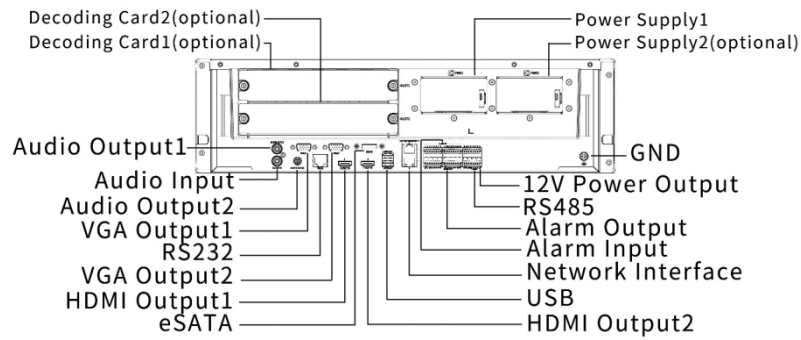 Decoding Card2(optional)
Decoding Card1(optional)
Power Supply1
Power Supply2(optional)
Audio Output1
GND
Audio Input
12V Power Output
Audio Output2
RS485
VGA Output1
Alarm Output
RS232
Alarm Input
VGA Output2
Network Interface
HDMI Output1
USB
eSATA
HDMI Output2